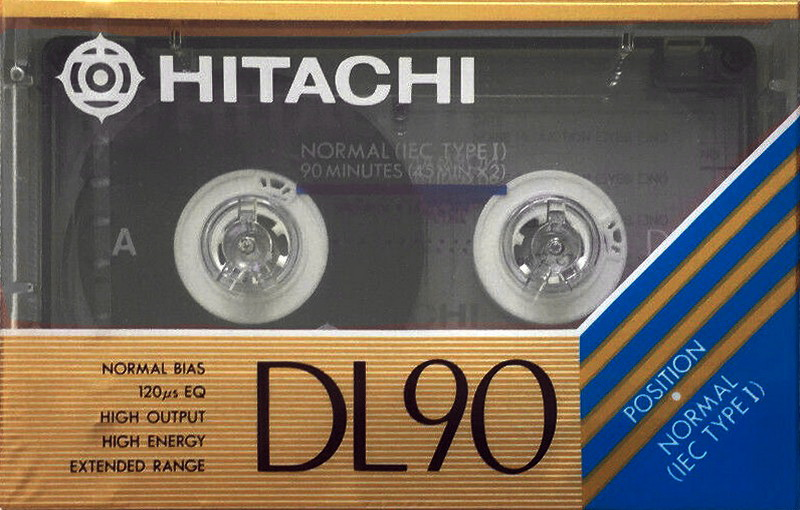 HITACHI
NORMAL (IEC TYPE I)
90 MINUTES (45MIN X2)
A
D
NORMAL BIAS
120μs EQ
HIGH OUTPUT
HIGH ENERGY
EXTENDED RANGE
DL90
POSITION
NORMAL
(IEC TYPE I)